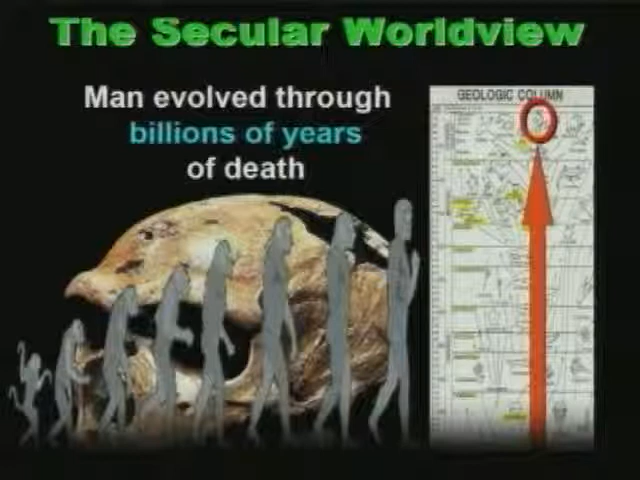 The Secular Worldview
Man evolved through
billions of years
of death
GEOLOGIC COLUMN